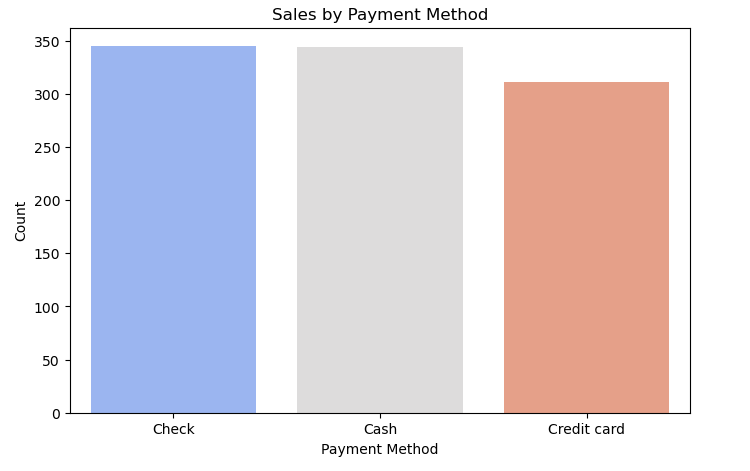 Sales by Payment Method
350
300
250
200
150
100
50
0
Count
Check Cash Credit card
Payment Method